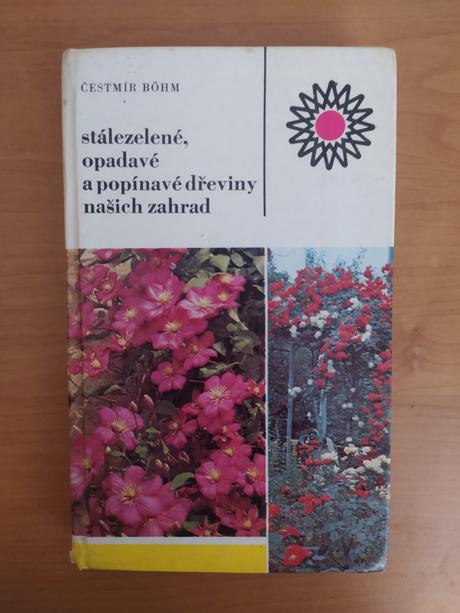 ČESTMÍR BÖHM
stálezelené,
opadavé
a popínavé dřeviny
našich zahrad